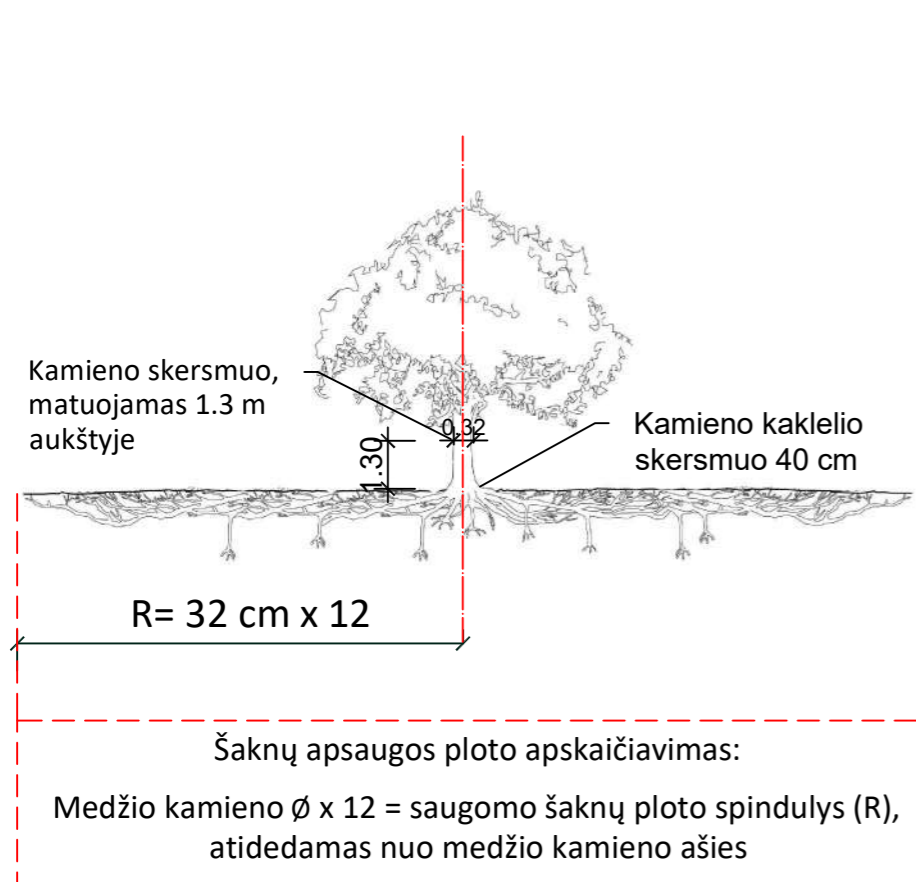 Kamieno skersmuo,
matuojamas 1.3 m
aukštyje
0,32
1.30
Kamieno kaklelio
skersmuo 40 cm
R= 32 cm x 12
Šaknų apsaugos ploto apskaičiavimas:
Medžio kamieno Ø x 12 = saugomo šaknų ploto spindulys (R),
atidedamas nuo medžio kamieno ašies